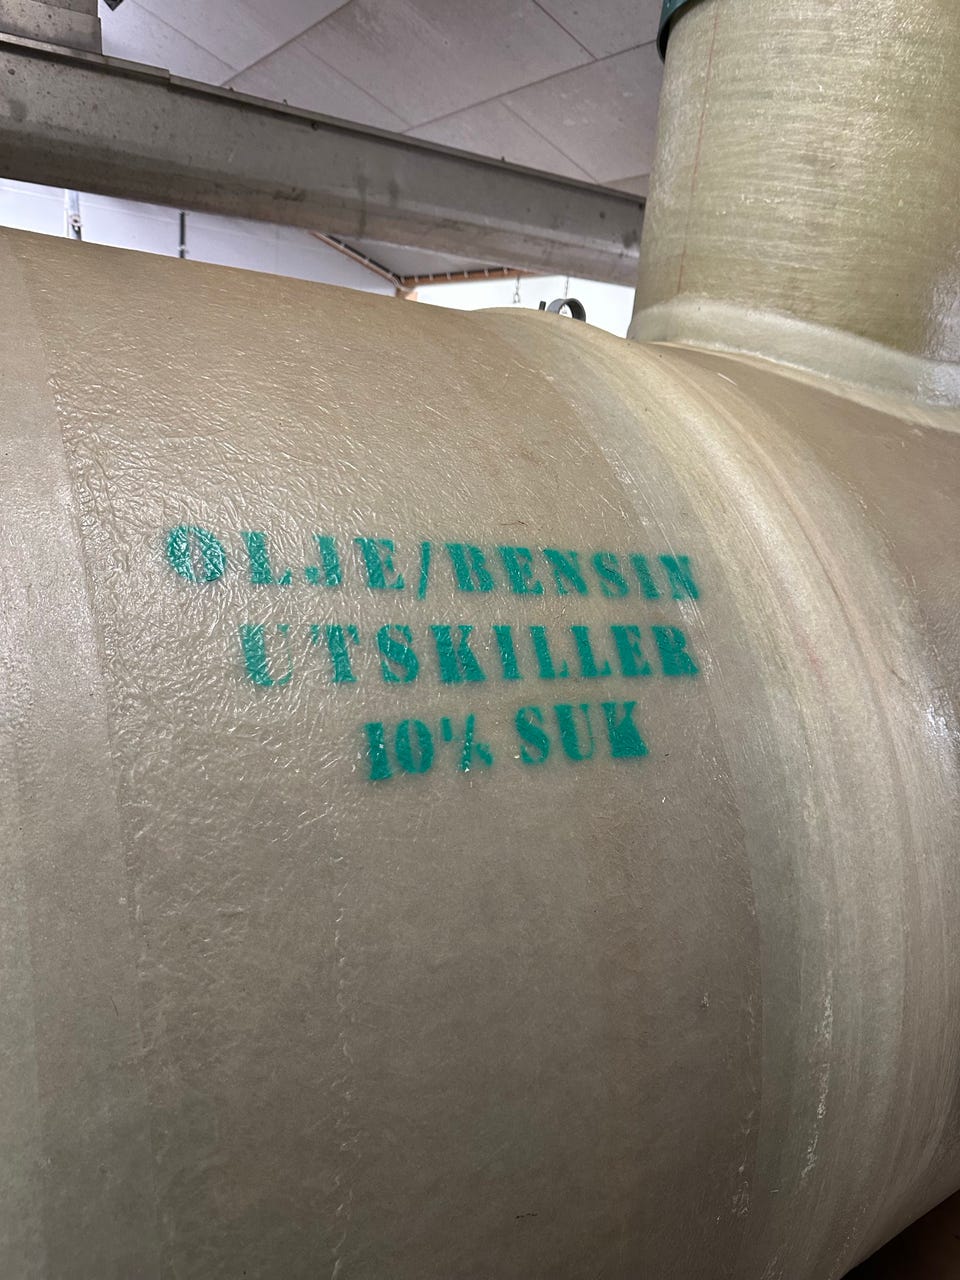 OLJE/BENSIN
UTSKILLER
10 l/s SUK